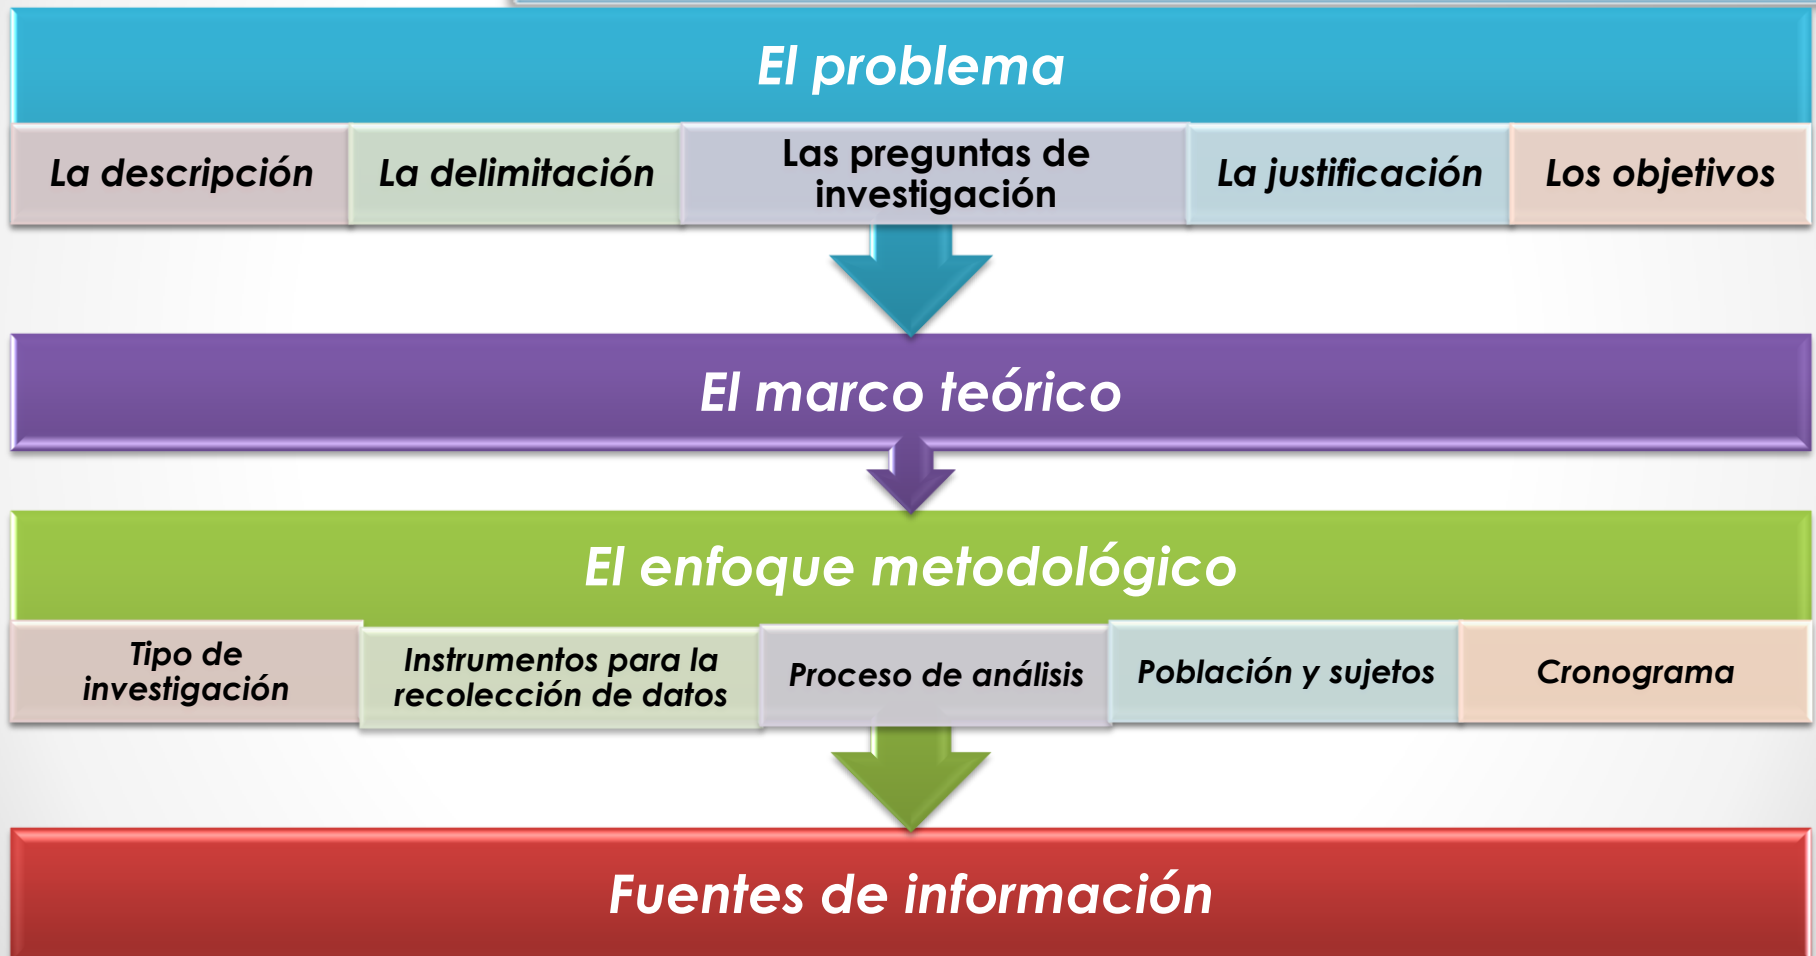 El problema
La descripción
La delimitación
Las preguntas de
investigación
La justificación
Los objetivos
El marco teórico
El enfoque metodológico
Tipo de
investigación
Instrumentos para la
recolección de datos
Proceso de análisis
Población y sujetos
Cronograma
Fuentes de información